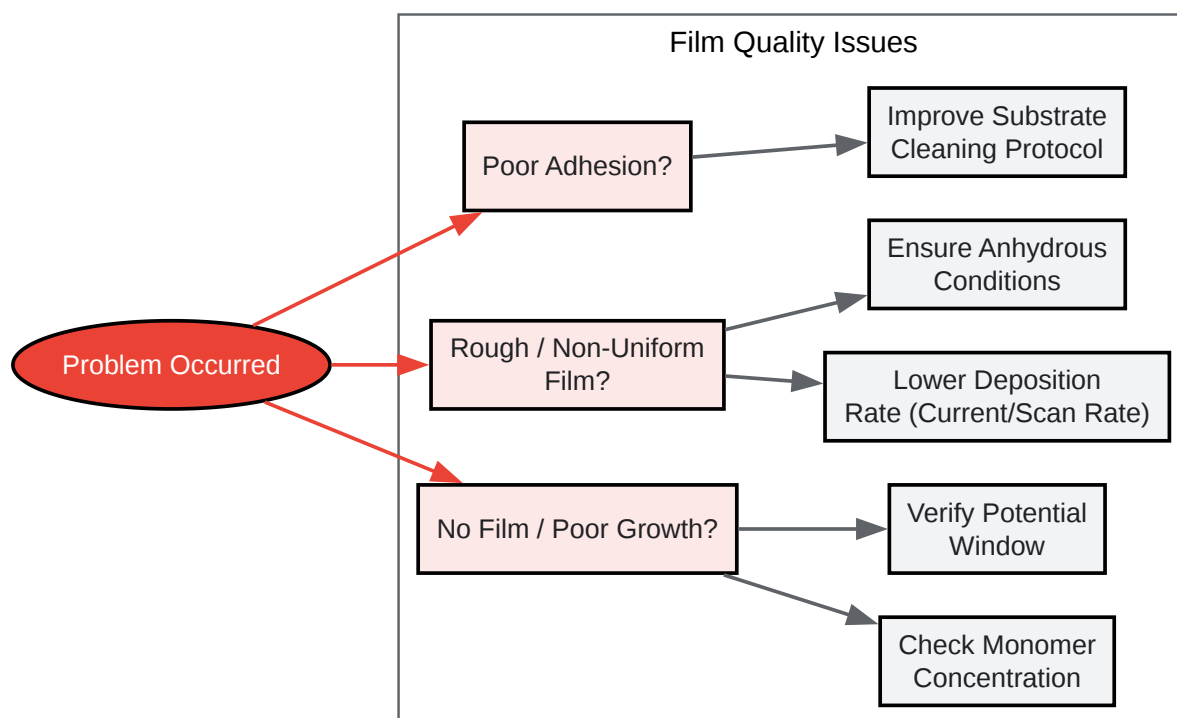 Film Quality Issues
Poor Adhesion?
Improve Substrate
Cleaning Protocol
Problem Occurred
Rough / Non-Uniform
Film?
Ensure Anhydrous
Conditions
Lower Deposition
Rate (Current/Scan Rate)
No Film / Poor Growth?
Verify Potential
Window
Check Monomer
Concentration